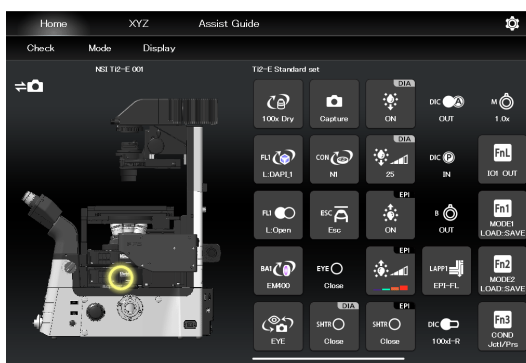 Home XYZ Assist Guide
Check Mode Display
NSI Ti2-E 001
Ti2-E Standard set
100x Dry
Capture
DIA
ON
DIC A
OUT
M
1.0x
FL1
L:DAPI_1
CON
N1
DIA
25
DIC P
IN
FnL
IO1 OUT
FL1
L:Open
ESC
Esc
EPI
ON
B
OUT
Fn1
MODE1
LOAD:SAVE
BA1
EM400
EYE
Close
EPI
LAPP1
EPI-FL
Fn2
MODE2
LOAD:SAVE
EYE
DIA
SHTR
Close
EPI
SHTR
Close
DIC
100xI-R
Fn3
COND
Jctl/Prs